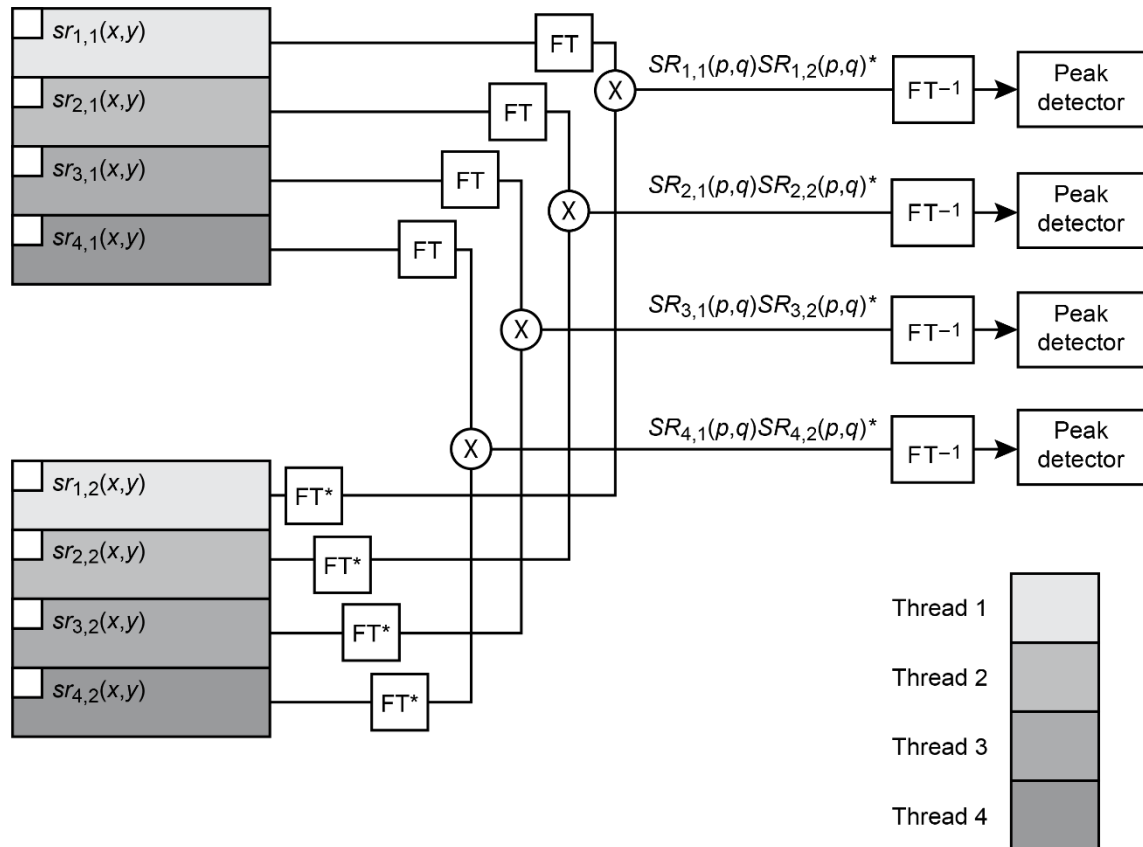 sr1,1(x,y)
sr2,1(x,y)
sr3,1(x,y)
sr4,1(x,y)
FT
FT
FT
FT
X
X
X
X
SR1,1(p,q)SR1,2(p,q)*
FT–1
Peak
detector
SR2,1(p,q)SR2,2(p,q)*
FT–1
Peak
detector
SR3,1(p,q)SR3,2(p,q)*
FT–1
Peak
detector
SR4,1(p,q)SR4,2(p,q)*
FT–1
Peak
detector
sr1,2(x,y)
sr2,2(x,y)
sr3,2(x,y)
sr4,2(x,y)
FT*
FT*
FT*
FT*
Thread 1
Thread 2
Thread 3
Thread 4